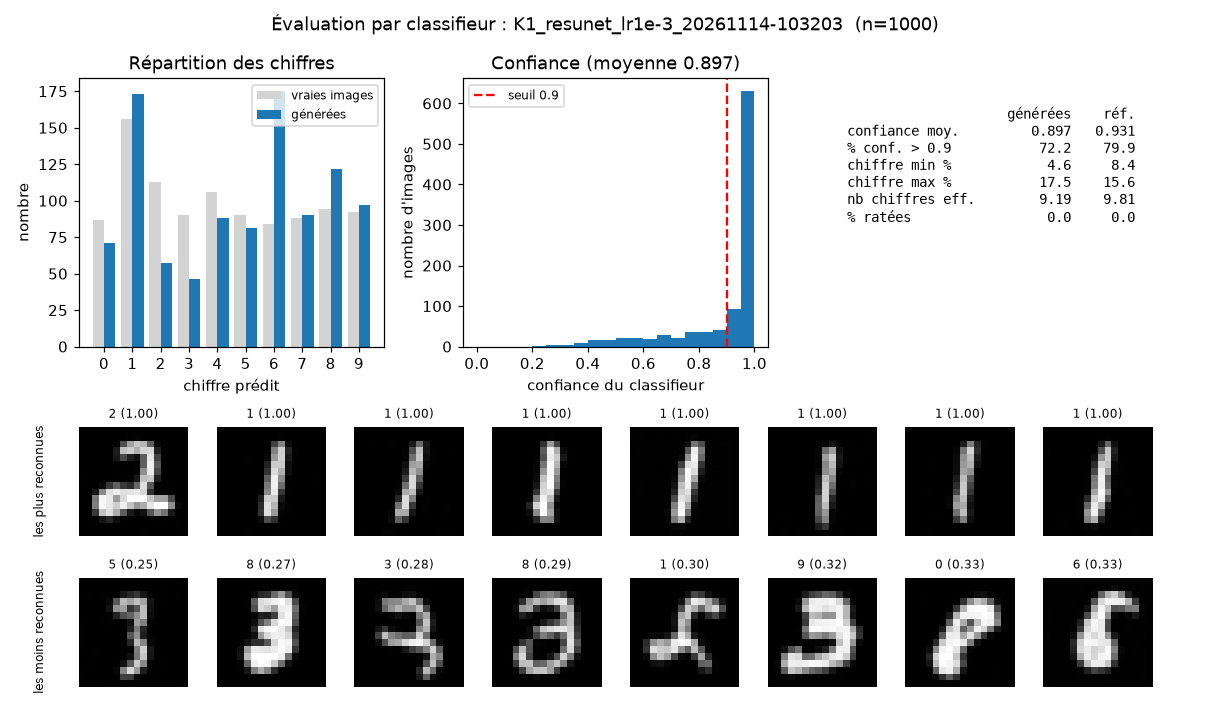 Évaluation par classifieur : K1_resunet_lr1e-3_20261114-103203 (n=1000)
Répartition des chiffres
175
150
125
100
75
50
25
0
nombre
vraies images
générées
0 1 2 3 4 5 6 7 8 9
chiffre prédit
Confiance (moyenne 0.897)
600
500
400
300
200
100
0
nombre d'images
seuil 0.9
0.0 0.2 0.4 0.6 0.8 1.0
confiance du classifieur
générées réf.
confiance moy. 0.897 0.931
% conf. > 0.9 72.2 79.9
chiffre min % 4.6 8.4
chiffre max % 17.5 15.6
nb chiffres eff. 9.19 9.81
% ratées 0.0 0.0
les plus reconnues
2 (1.00) 1 (1.00) 1 (1.00) 1 (1.00) 1 (1.00) 1 (1.00) 1 (1.00) 1 (1.00)
les moins reconnues
5 (0.25) 8 (0.27) 3 (0.28) 8 (0.29) 1 (0.30) 9 (0.32) 0 (0.33) 6 (0.33)